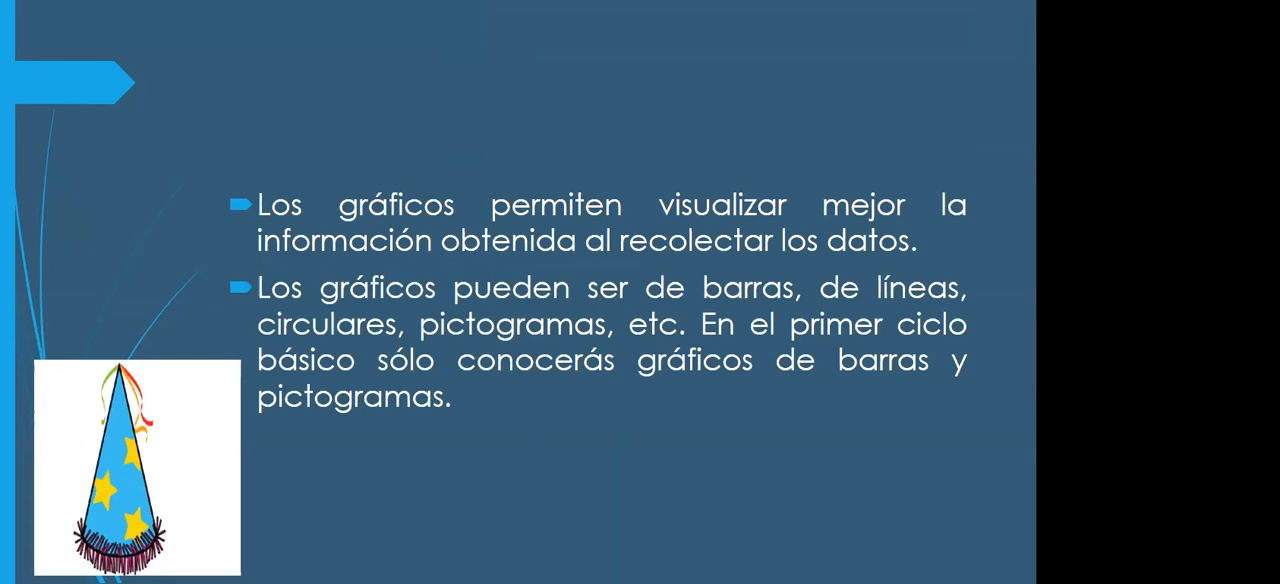 Los gráficos permiten visualizar mejor la
información obtenida al recolectar los datos.
Los gráficos pueden ser de barras, de líneas,
circulares, pictogramas, etc. En el primer ciclo
básico sólo conocerás gráficos de barras y
pictogramas.